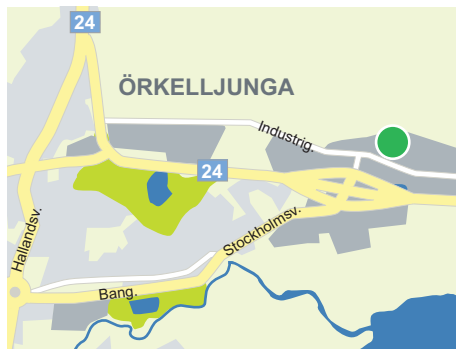 24
ÖRKELLJUNGA
Industrig.
24
Stockholmsv.
Hallandsv.
Bang.